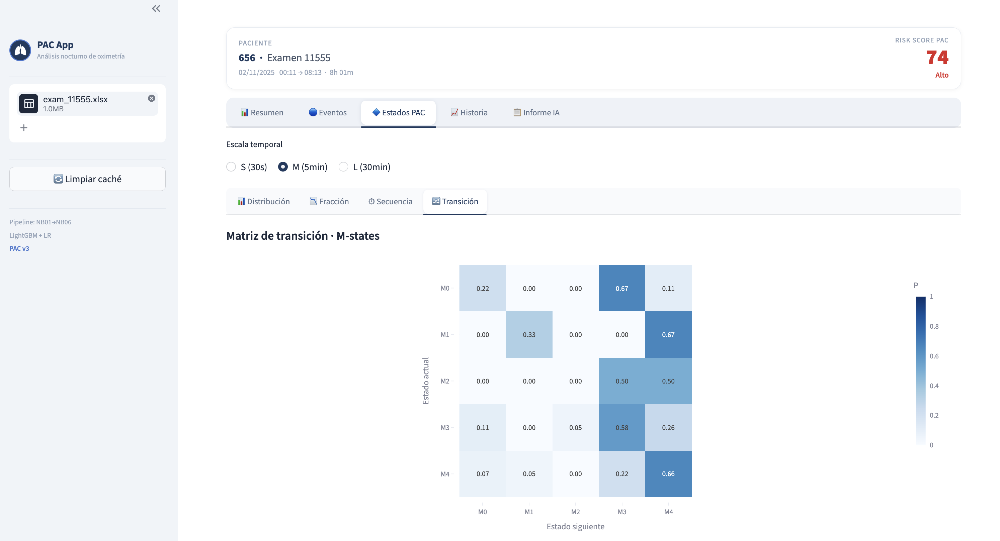 PAC App
Análisis nocturno de oximetría
exam_11555.xlsx
1.0MB
Limpiar caché
Pipeline: NB01→NB06
LightGBM + LR
PAC v3
PACIENTE
656 · Examen 11555
02/11/2025 00:11 → 08:13 · 8h 01m
RISK SCORE PAC
74
Alto
Resumen Eventos Estados PAC Historia Informe IA
Escala temporal
S (30s) M (5min) L (30min)
Distribución Fracción Secuencia Transición
Matriz de transición · M-states
Estado actual
M0 0.22 0.00 0.00 0.67 0.11
M1 0.00 0.33 0.00 0.00 0.67
M2 0.00 0.00 0.00 0.50 0.50
M3 0.11 0.00 0.05 0.58 0.26
M4 0.07 0.05 0.00 0.22 0.66
M0 M1 M2 M3 M4
Estado siguiente
P
1
0.8
0.6
0.4
0.2
0